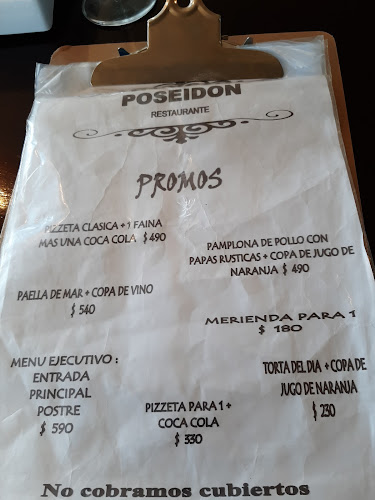 POSEIDON
RESTAURANTE
PROMOS
PIZZETA CLASICA + 1 FAINA
MAS UNA COCA COLA $ 490
PAMPLONA DE POLLO CON
PAPAS RUSTICAS + COPA DE JUGO DE
NARANJA $ 490
PAELLA DE MAR + COPA DE VINO
$ 540
MERIENDA PARA 1
$ 180
MENU EJECUTIVO :
ENTRADA
PRINCIPAL
POSTRE
$ 590
TORTA DEL DIA + COPA DE
JUGO DE NARANJA
$ 230
PIZZETA PARA 1 +
COCA COLA
$ 330
No cobramos cubiertos